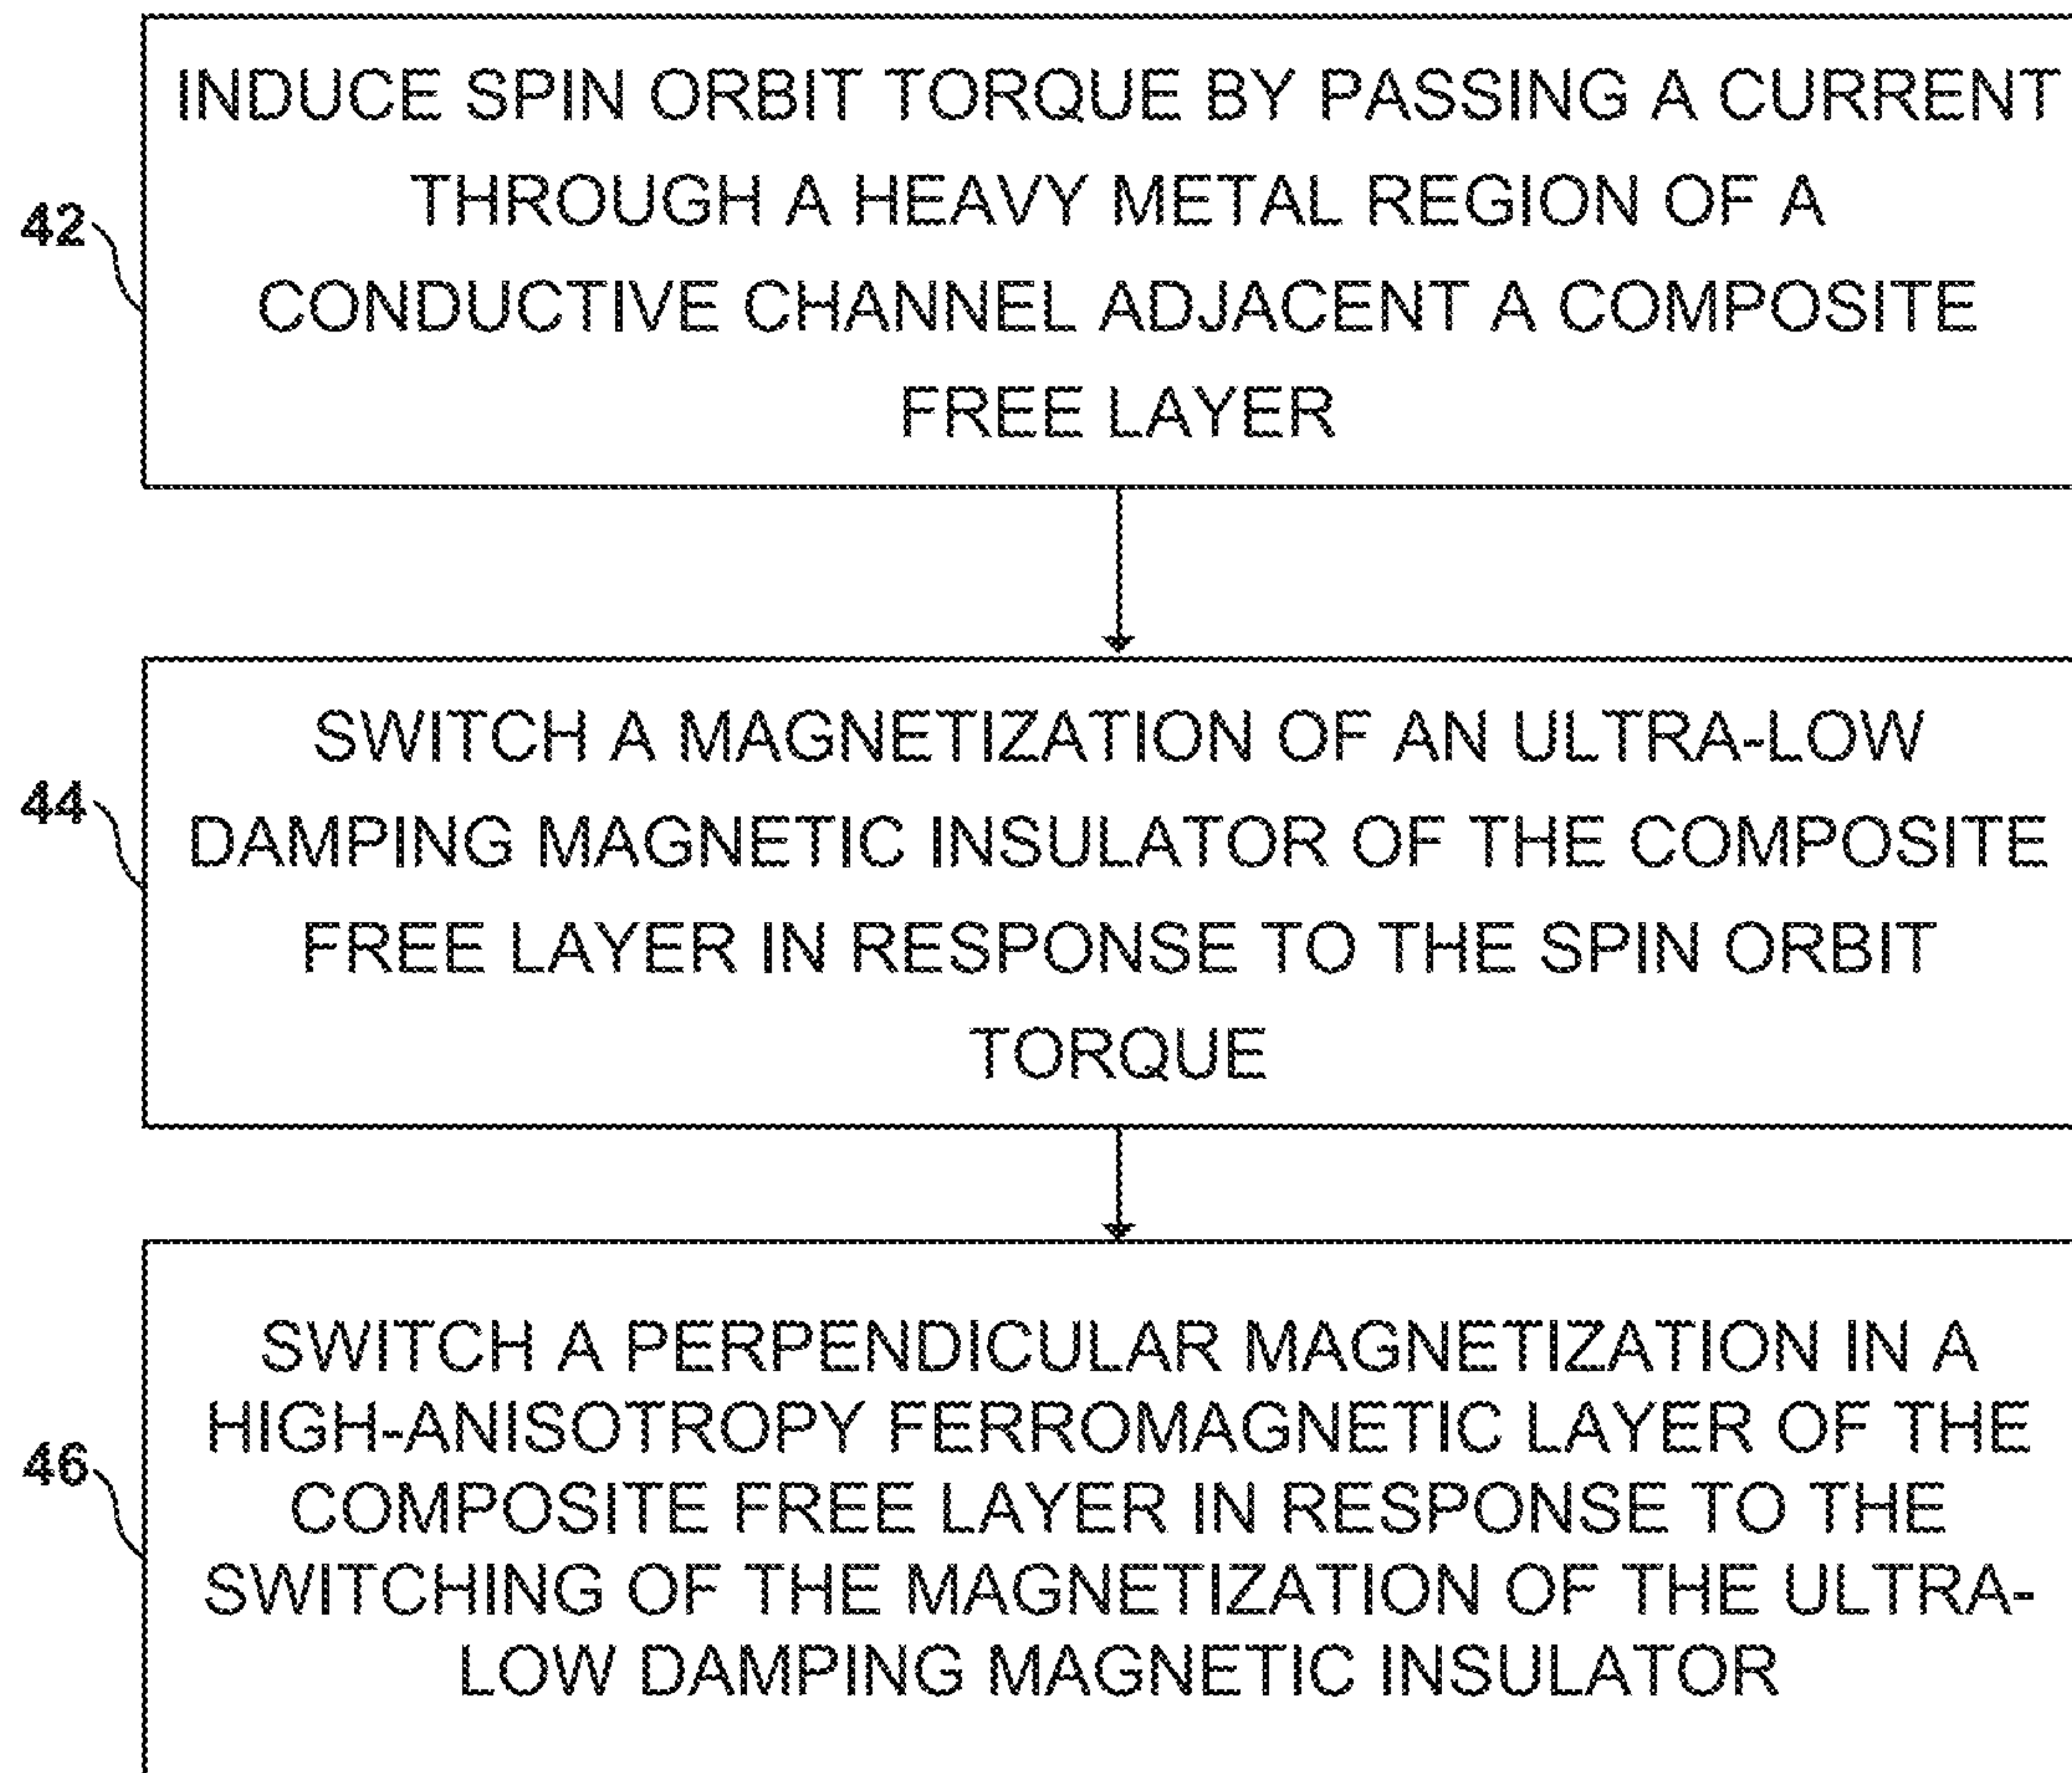 INDUCE SPIN ORBIT TORQUE BY PASSING A CURRENT
THROUGH A HEAVY METAL REGION OF A
42
CONDUCTIVE CHANNEL ADJACENT A COMPOSITE
FREE LAYER
SWITCH A MAGNETIZATION OF AN ULTRA-LOW
44
DAMPING MAGNETIC INSULATOR OF THE COMPOSITE
FREE LAYER IN RESPONSE TO THE SPIN ORBIT
TORQUE
SWITCH A PERPENDICULAR MAGNETIZATION IN A
HIGH-ANISOTROPY FERROMAGNETIC LAYER OF THE
46
COMPOSITE FREE LAYER IN RESPONSE TO THE
SWITCHING OF THE MAGNETIZATION OF THE ULTRA-
LOW DAMPING MAGNETIC INSULATOR